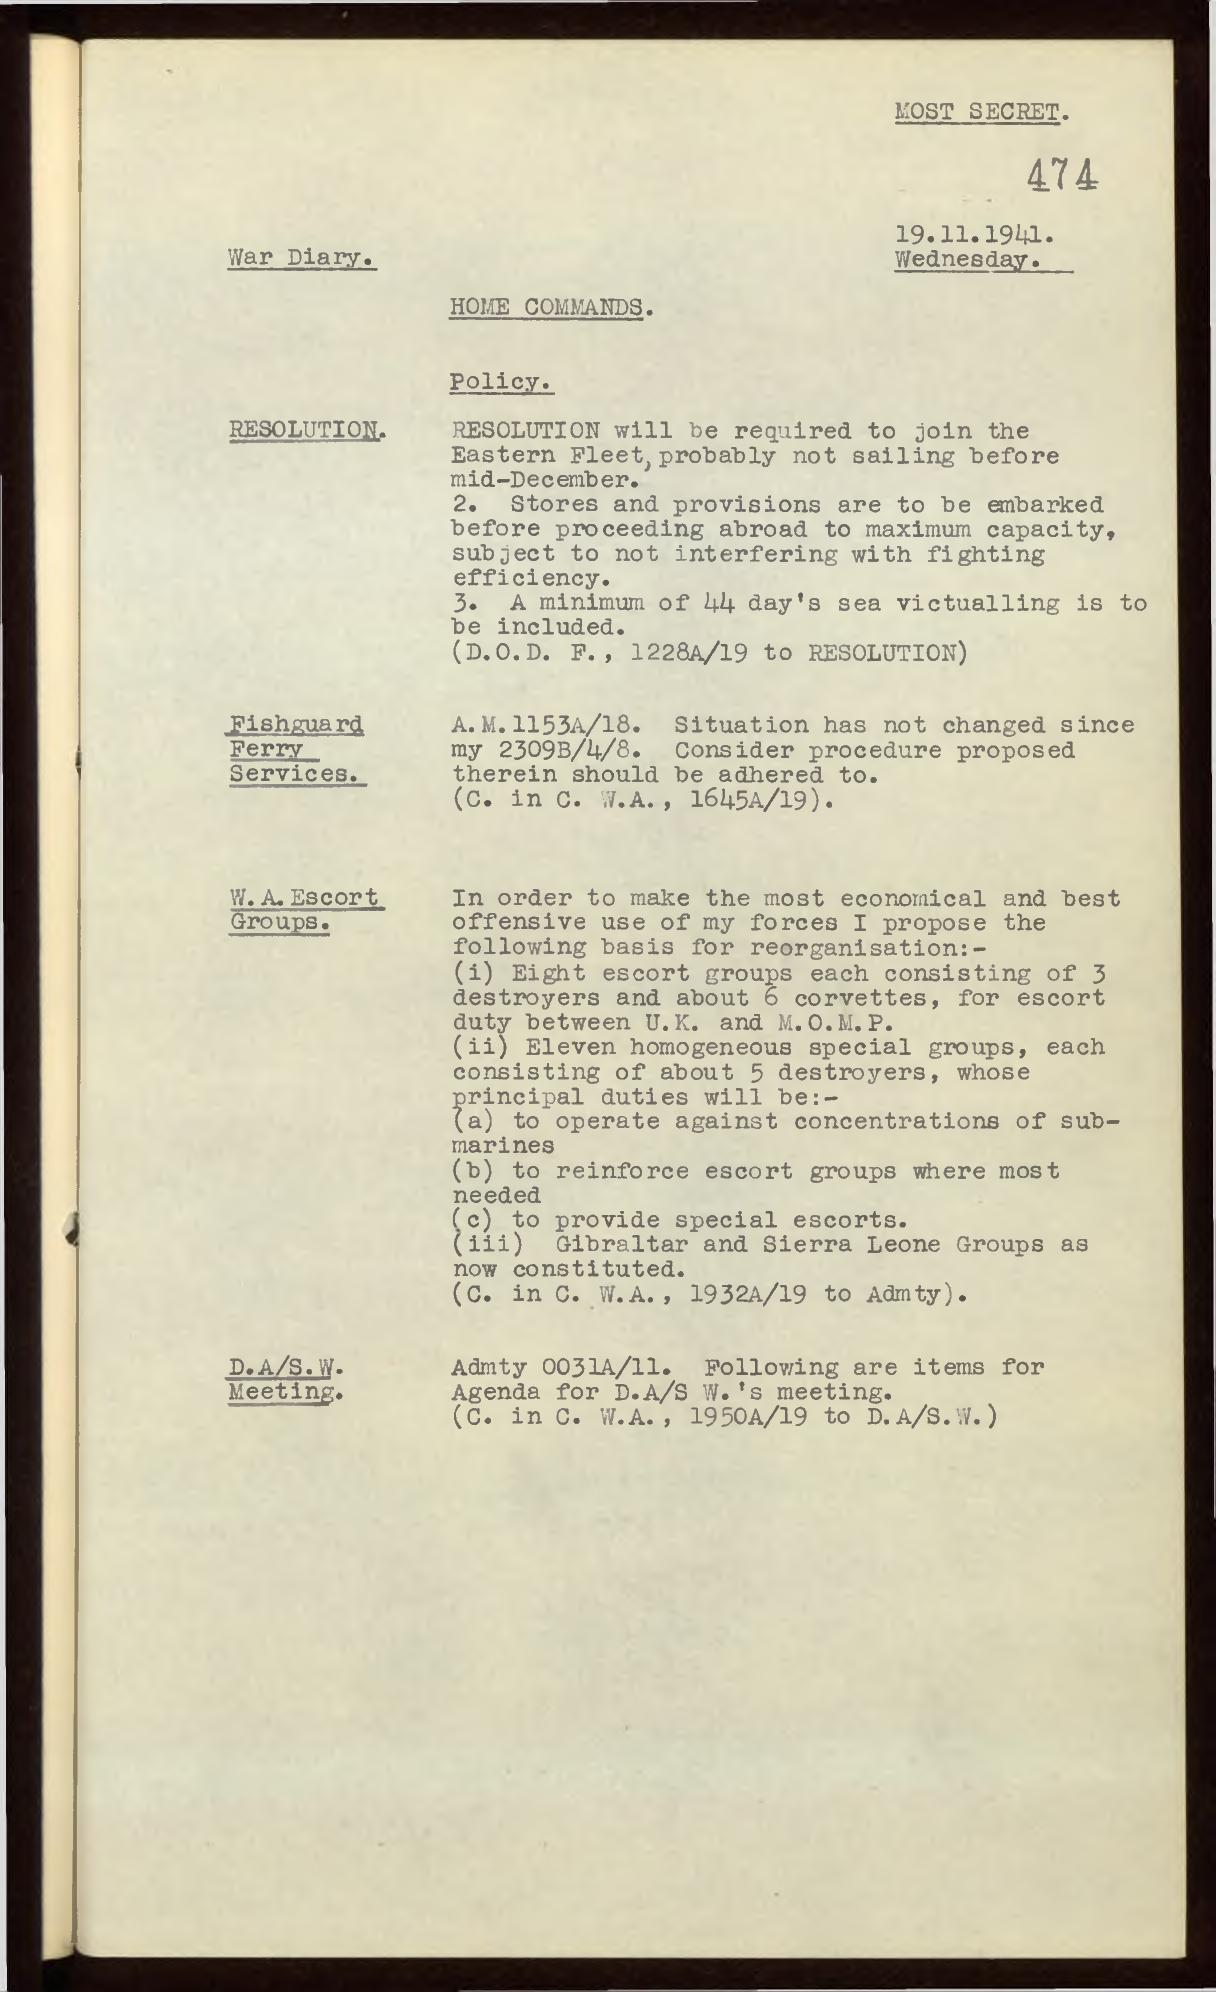 MOST SECRET.
474
19.11.1941.
War Diary.
Wednesday.
HOME COMMANDS.
Policy.
RESOLUTION.
RESOLUTION will be required to join the
Eastern Fleet, probably not sailing before
mid-December.
2. Stores and provisions are to be embarked
before proceeding abroad to maximum capacity,
subject to not interfering with fighting
efficiency.
3. A minimum of 44 day's sea victualling is to
be included.
(D.O.D. F., 1228A/19 to RESOLUTION)
Fishguard
Ferry
Services.
A.M.1153A/18. Situation has not changed since
my 2309B/4/8. Consider procedure proposed
therein should be adhered to.
(C. in C. W.A., 1645A/19).
W.A.Escort
Groups.
In order to make the most economical and best
offensive use of my forces I propose the
following basis for reorganisation:-
(i) Eight escort groups each consisting of 3
destroyers and about 6 corvettes, for escort
duty between U.K. and M.O.M.P.
(ii) Eleven homogeneous special groups, each
consisting of about 5 destroyers, whose
principal duties will be:-
(a) to operate against concentrations of sub-
marines
(b) to reinforce escort groups where most
needed
(c) to provide special escorts.
(iii) Gibraltar and Sierra Leone Groups as
now constituted.
(C. in C. W.A., 1932A/19 to Admty).
D.A/S.W.
Meeting.
Admty 0031A/11. Following are items for
Agenda for D.A/S W.'s meeting.
(C. in C. W.A., 1950A/19 to D.A/S.W.)